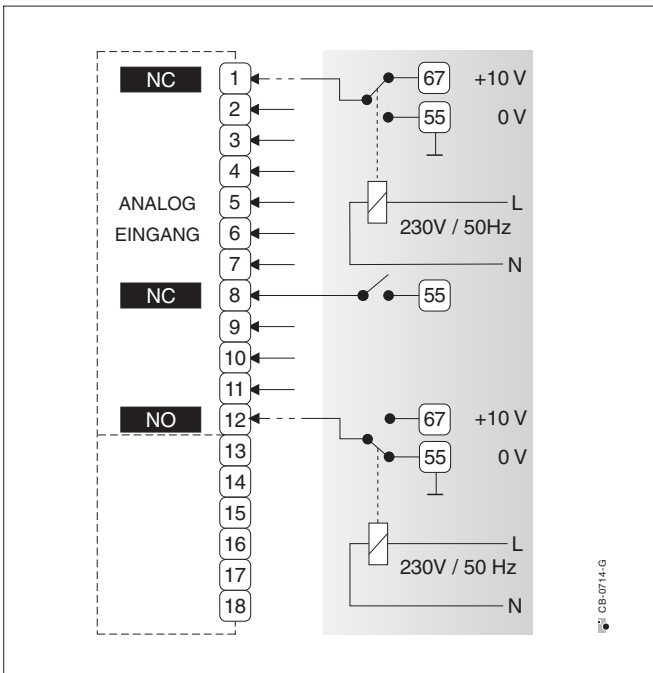 NC 1 67 +10 V
2 55 0 V
3
4
ANALOG 5 L
230V / 50Hz
EINGANG 6
7 N
NC 8 55
9
10
11
NO 12 67 +10 V
13 55 0 V
14
15
16 L
17 230V / 50 Hz
18 N
CB-0714-G